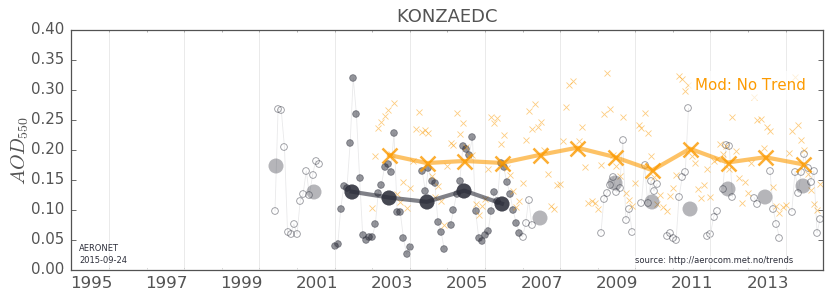 KONZAEDC
0.40
0.35
0.30
0.25
0.20
0.15
0.10
0.05
0.00
AOD550
Mod: No Trend
AERONET
2015-09-24
source: http://aerocom.met.no/trends
1995 1997 1999 2001 2003 2005 2007 2009 2011 2013